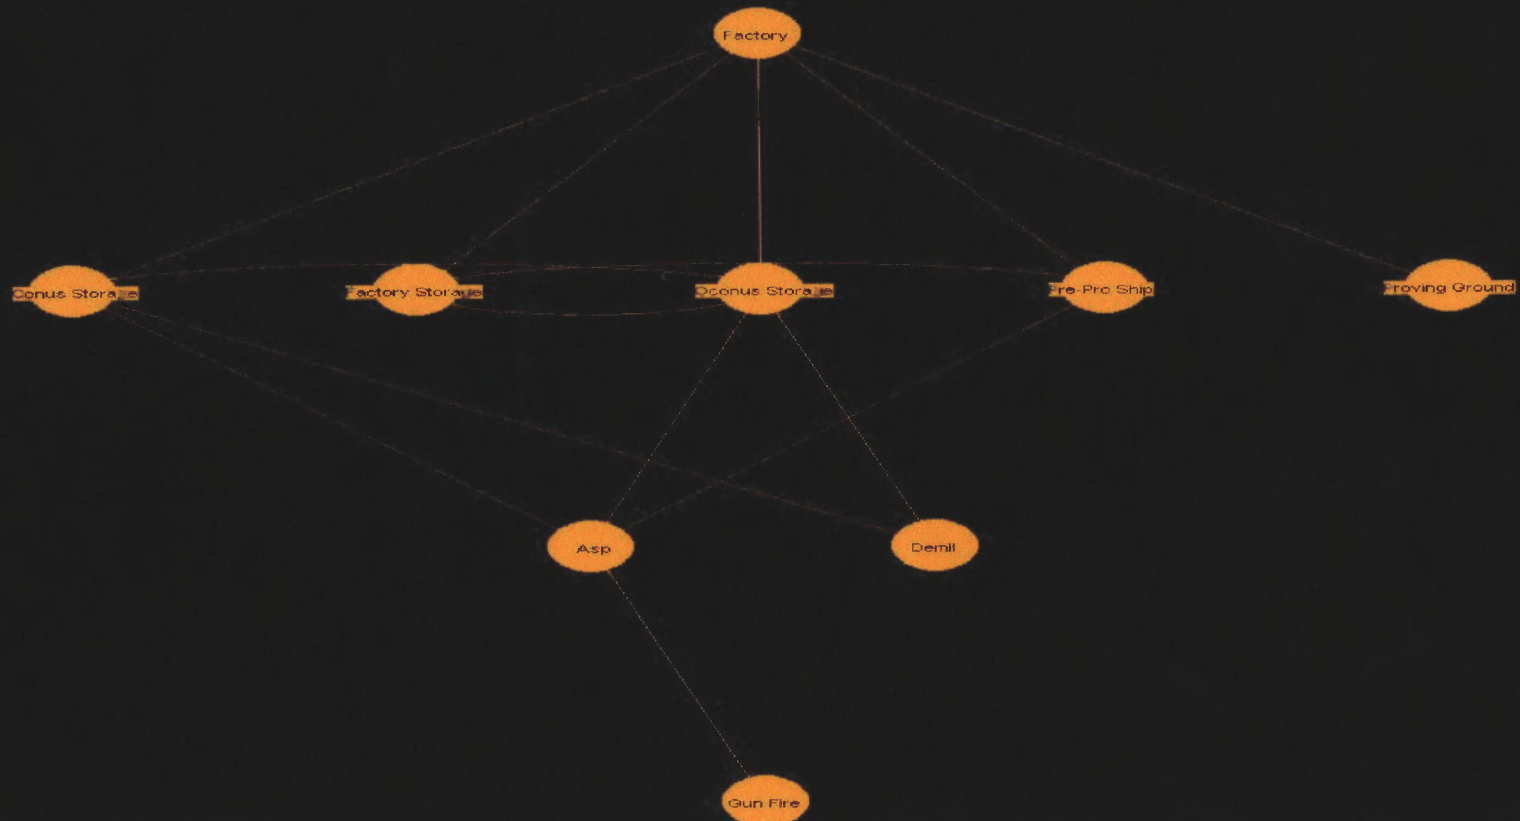 Factory
Conus Storage
Factory Storage
Oconus Storage
Pre-Pro Ship
Proving Ground
Asp
Demil
Gun Fire